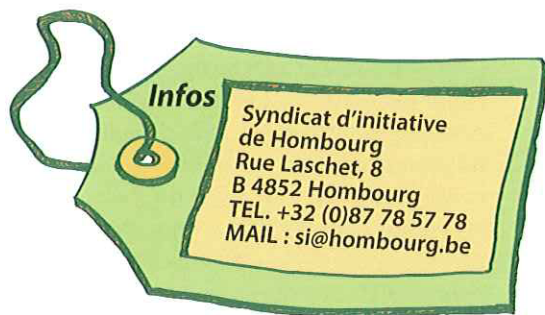 Infos
Syndicat d'initiative
de Hombourg
Rue Laschet, 8
B 4852 Hombourg
TEL. +32 (0)87 78 57 78
MAIL : si@hombourg.be